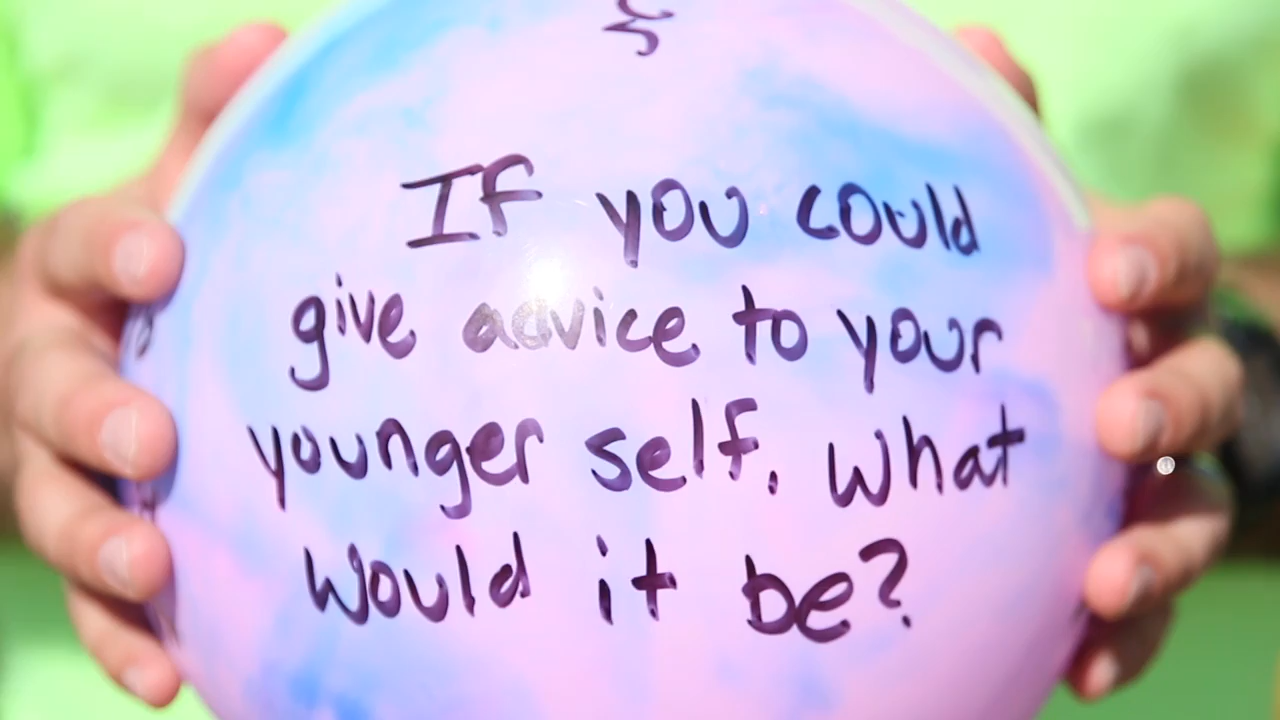 If you could
give advice to your
younger self, what
would it be?